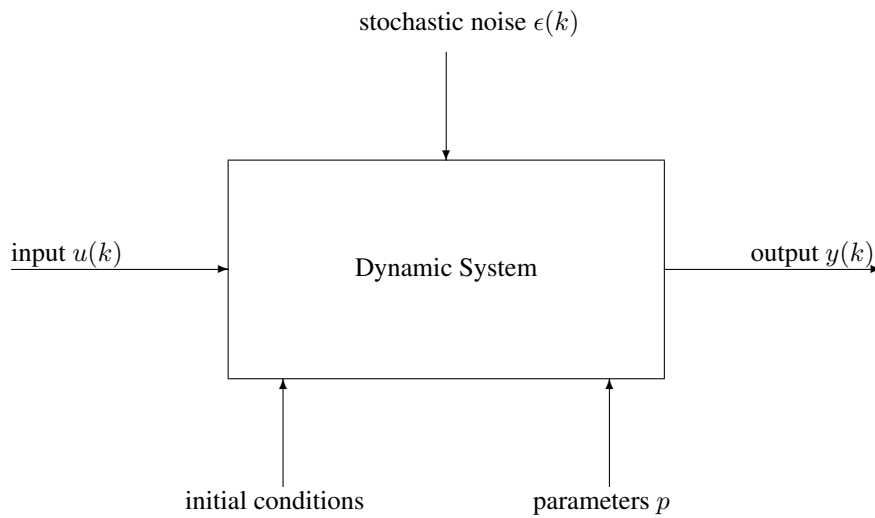 stochastic noise ϵ(k)
input u(k)
Dynamic System
output y(k)
initial conditions
parameters p